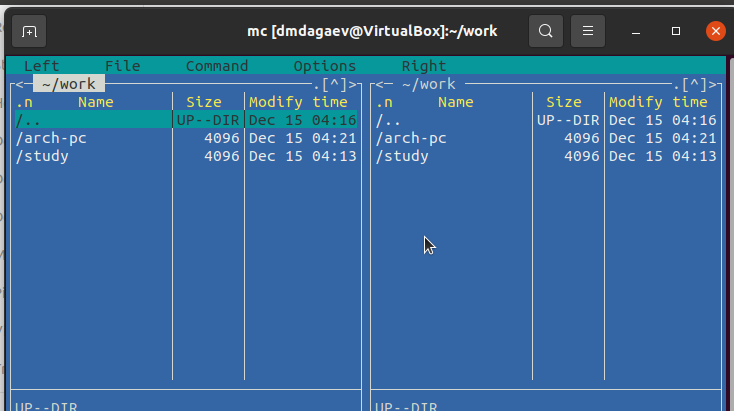 mc [dmdagaev@VirtualBox]:~/work
Left File Command Options Right
<─ ~/work .[^]> <─ ~/work .[^]>
.n Name Size Modify time .n Name Size Modify time
/.. UP--DIR Dec 15 04:16 /.. UP--DIR Dec 15 04:16
/arch-pc 4096 Dec 15 04:21 /arch-pc 4096 Dec 15 04:21
/study 4096 Dec 15 04:13 /study 4096 Dec 15 04:13
UP--DIR UP--DIR